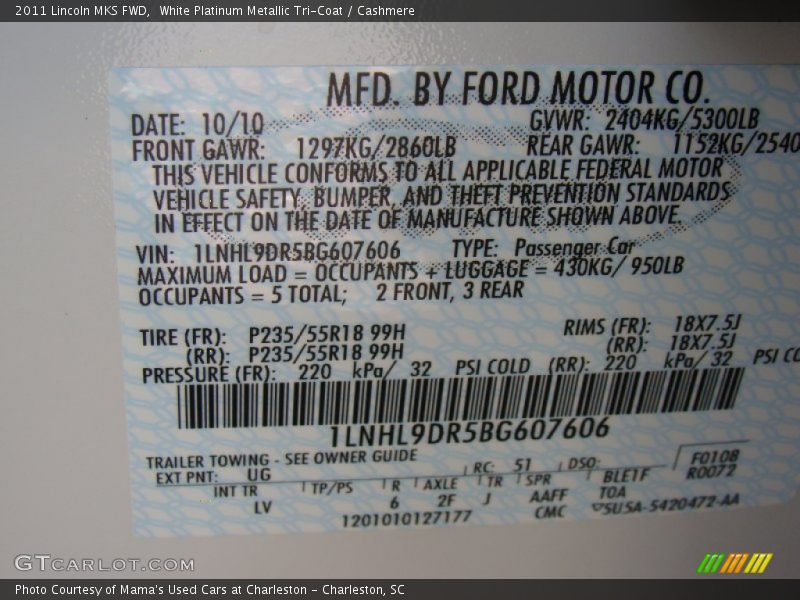 2011 Lincoln MKS FWD, White Platinum Metallic Tri-Coat / Cashmere
MFD. BY FORD MOTOR CO.
DATE: 10/10 GVWR: 2404KG/5300LB
FRONT GAWR: 1297KG/2860LB REAR GAWR: 1152KG/2540
THIS VEHICLE CONFORMS TO ALL APPLICABLE FEDERAL MOTOR
VEHICLE SAFETY, BUMPER, AND THEFT PREVENTION STANDARDS
IN EFFECT ON THE DATE OF MANUFACTURE SHOWN ABOVE.
VIN: 1LNHL9DR5BG607606 TYPE: Passenger Car
MAXIMUM LOAD = OCCUPANTS + LUGGAGE = 430KG/ 950LB
OCCUPANTS = 5 TOTAL; 2 FRONT, 3 REAR
TIRE (FR): P235/55R18 99H RIMS (FR): 18X7.5J
(RR): P235/55R18 99H (RR): 18X7.5J
PRESSURE (FR): 220 kPa/ 32 PSI COLD (RR): 220 kPa/ 32 PSI CO
1LNHL9DR5BG607606
TRAILER TOWING - SEE OWNER GUIDE
EXT PNT: UG RC: 51 DSO: F0108
INT TR TP/PS R AXLE TR SPR BLE1F R0072
LV 6 2F J AAFF TOA
1201010127177 CMC 5U5A-5420472-AA
GTCARLOT.COM
Photo Courtesy of Mama's Used Cars at Charleston - Charleston, SC